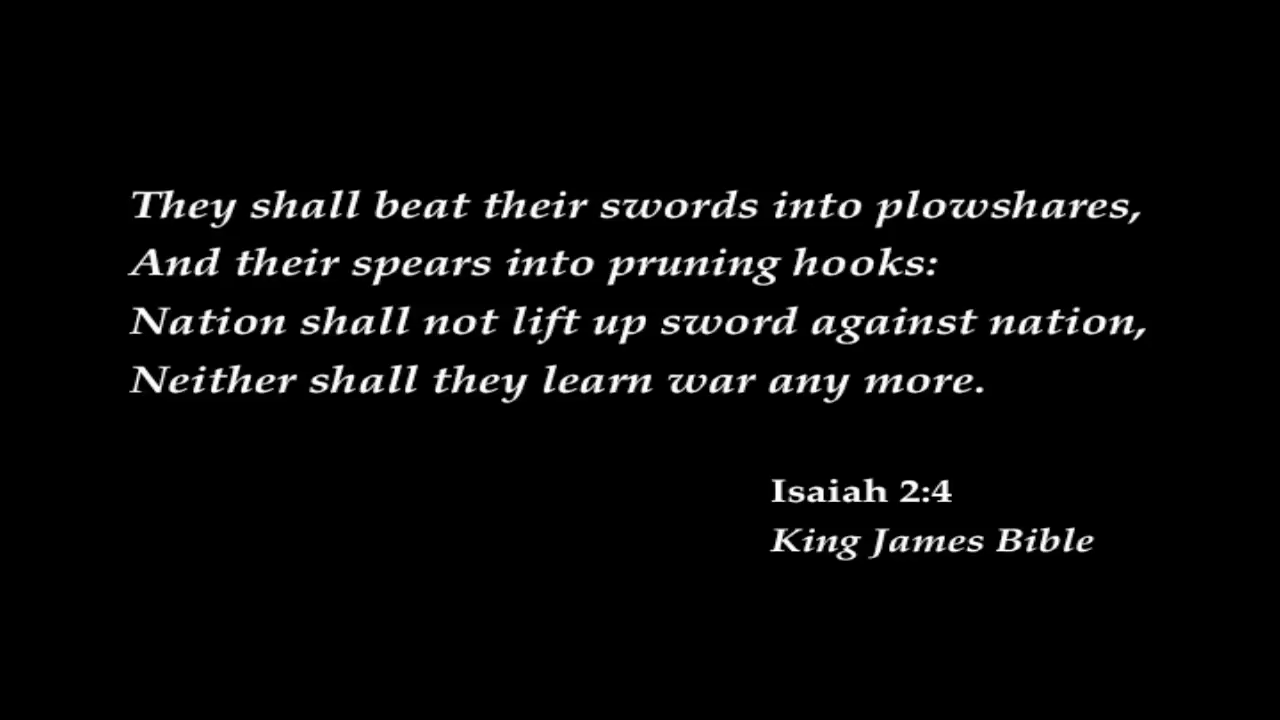 They shall beat their swords into plowshares,
And their spears into pruning hooks:
Nation shall not lift up sword against nation,
Neither shall they learn war any more.
Isaiah 2:4
King James Bible